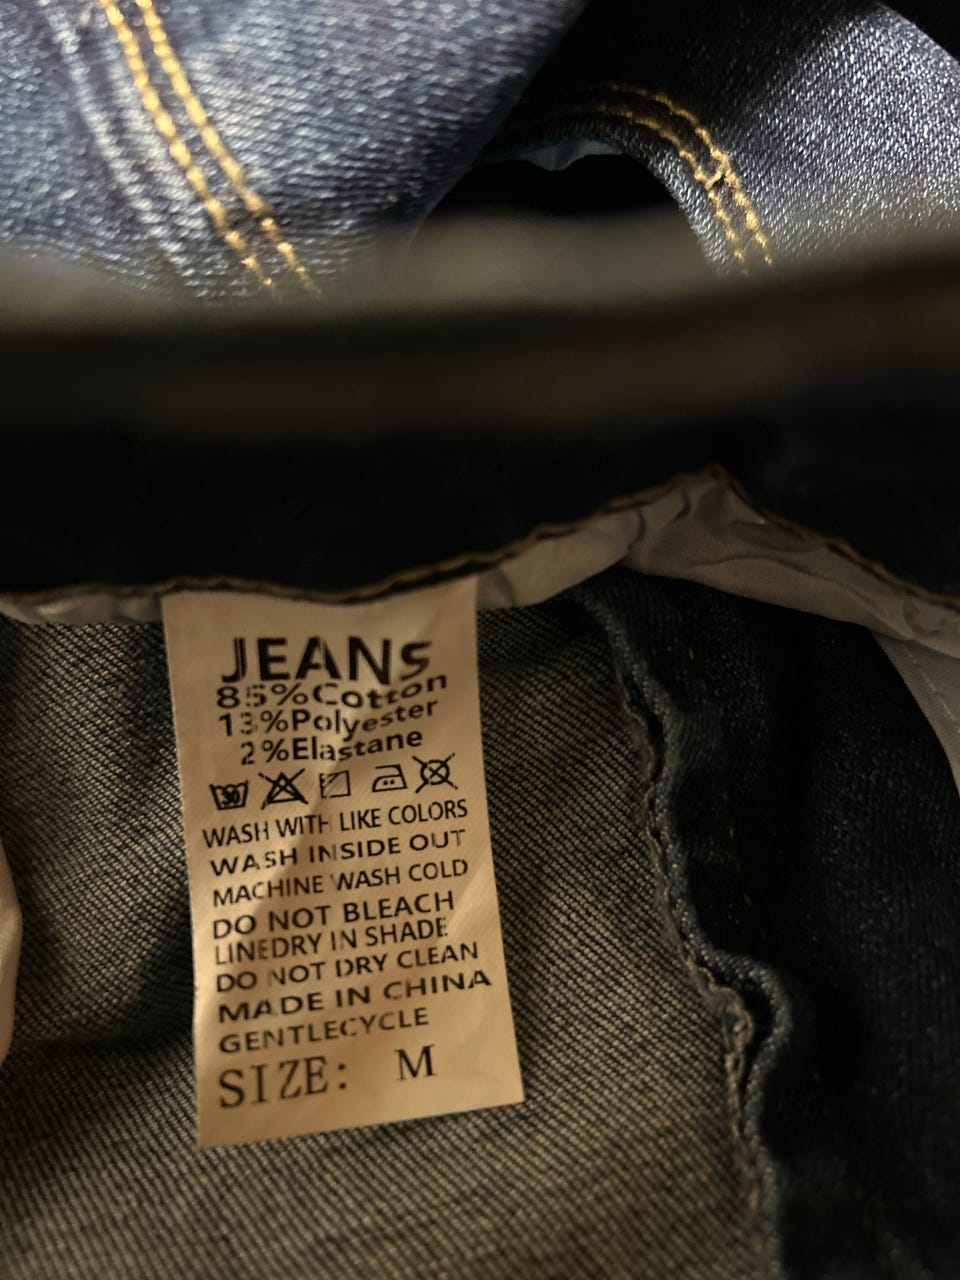 JEANS
85%Cotton
13%Polyester
2%Elastane
30
WASH WITH LIKE COLORS
WASH INSIDE OUT
MACHINE WASH COLD
DO NOT BLEACH
LINEDRY IN SHADE
DO NOT DRY CLEAN
MADE IN CHINA
GENTLECYCLE
SIZE: M